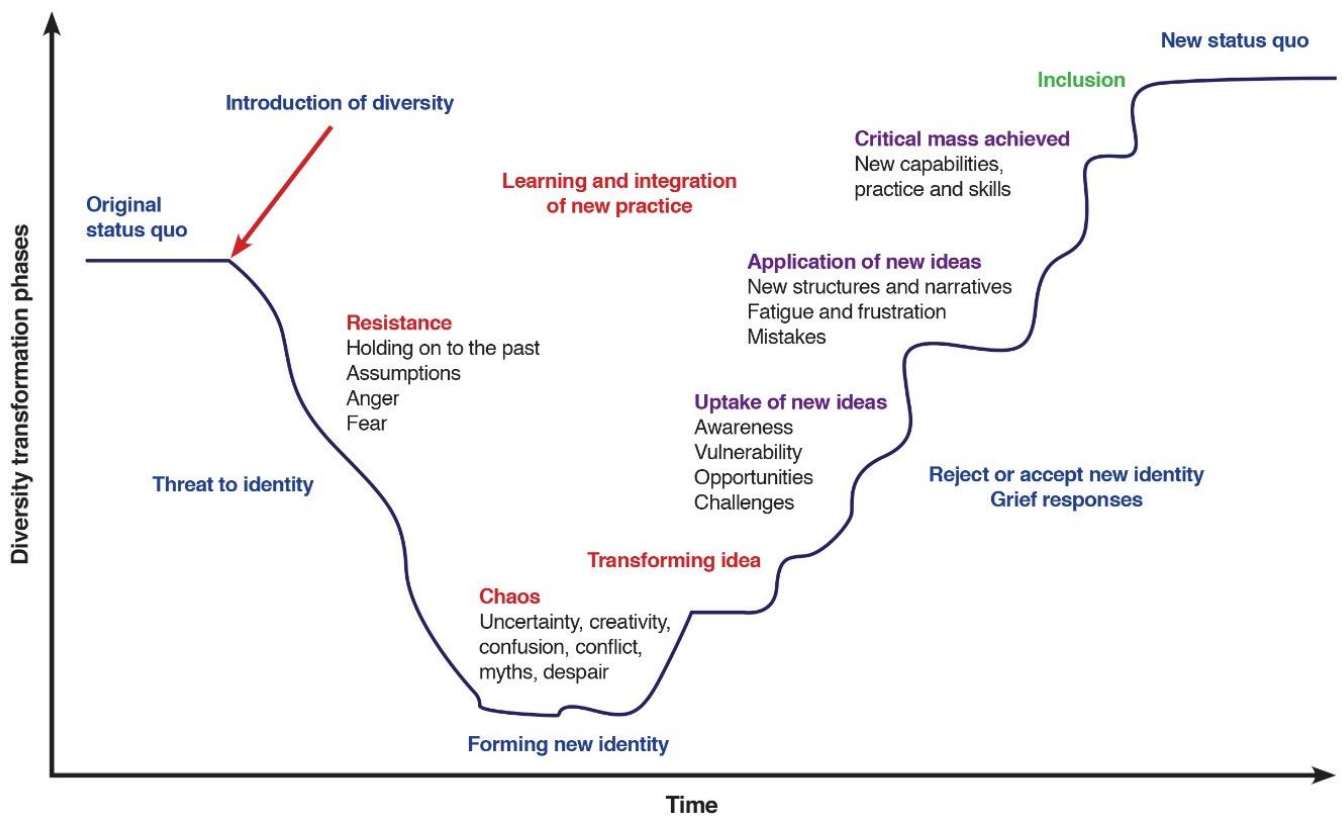 New status quo
Inclusion
Introduction of diversity
Critical mass achieved
New capabilities,
practice and skills
Learning and integration
of new practice
Original
status quo
Application of new ideas
New structures and narratives
Fatigue and frustration
Mistakes
Resistance
Holding on to the past
Assumptions
Anger
Fear
Uptake of new ideas
Awareness
Vulnerability
Opportunities
Challenges
Threat to identity
Reject or accept new identity
Grief responses
Transforming idea
Chaos
Uncertainty, creativity,
confusion, conflict,
myths, despair
Forming new identity
Diversity transformation phases
Time